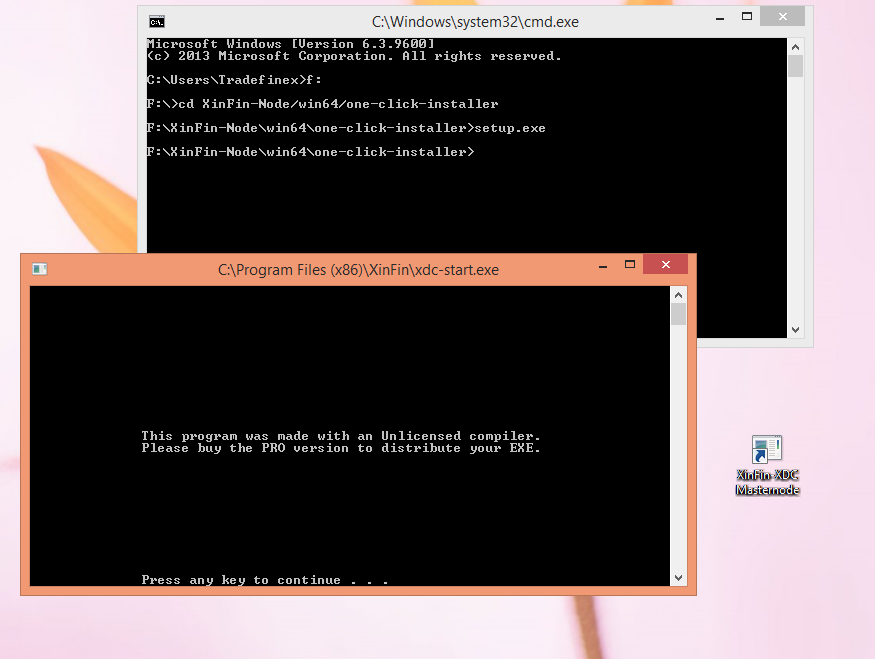 C:\Windows\system32\cmd.exe
Microsoft Windows [Version 6.3.9600]
(c) 2013 Microsoft Corporation. All rights reserved.
C:\Users\Tradefinex>f:
F:\>cd XinFin-Node/win64/one-click-installer
F:\XinFin-Node\win64\one-click-installer>setup.exe
F:\XinFin-Node\win64\one-click-installer>
C:\Program Files (x86)\XinFin\xdc-start.exe
This program was made with an Unlicensed compiler.
Please buy the PRO version to distribute your EXE.
Press any key to continue . . .
XinFin-XDC
Masternode